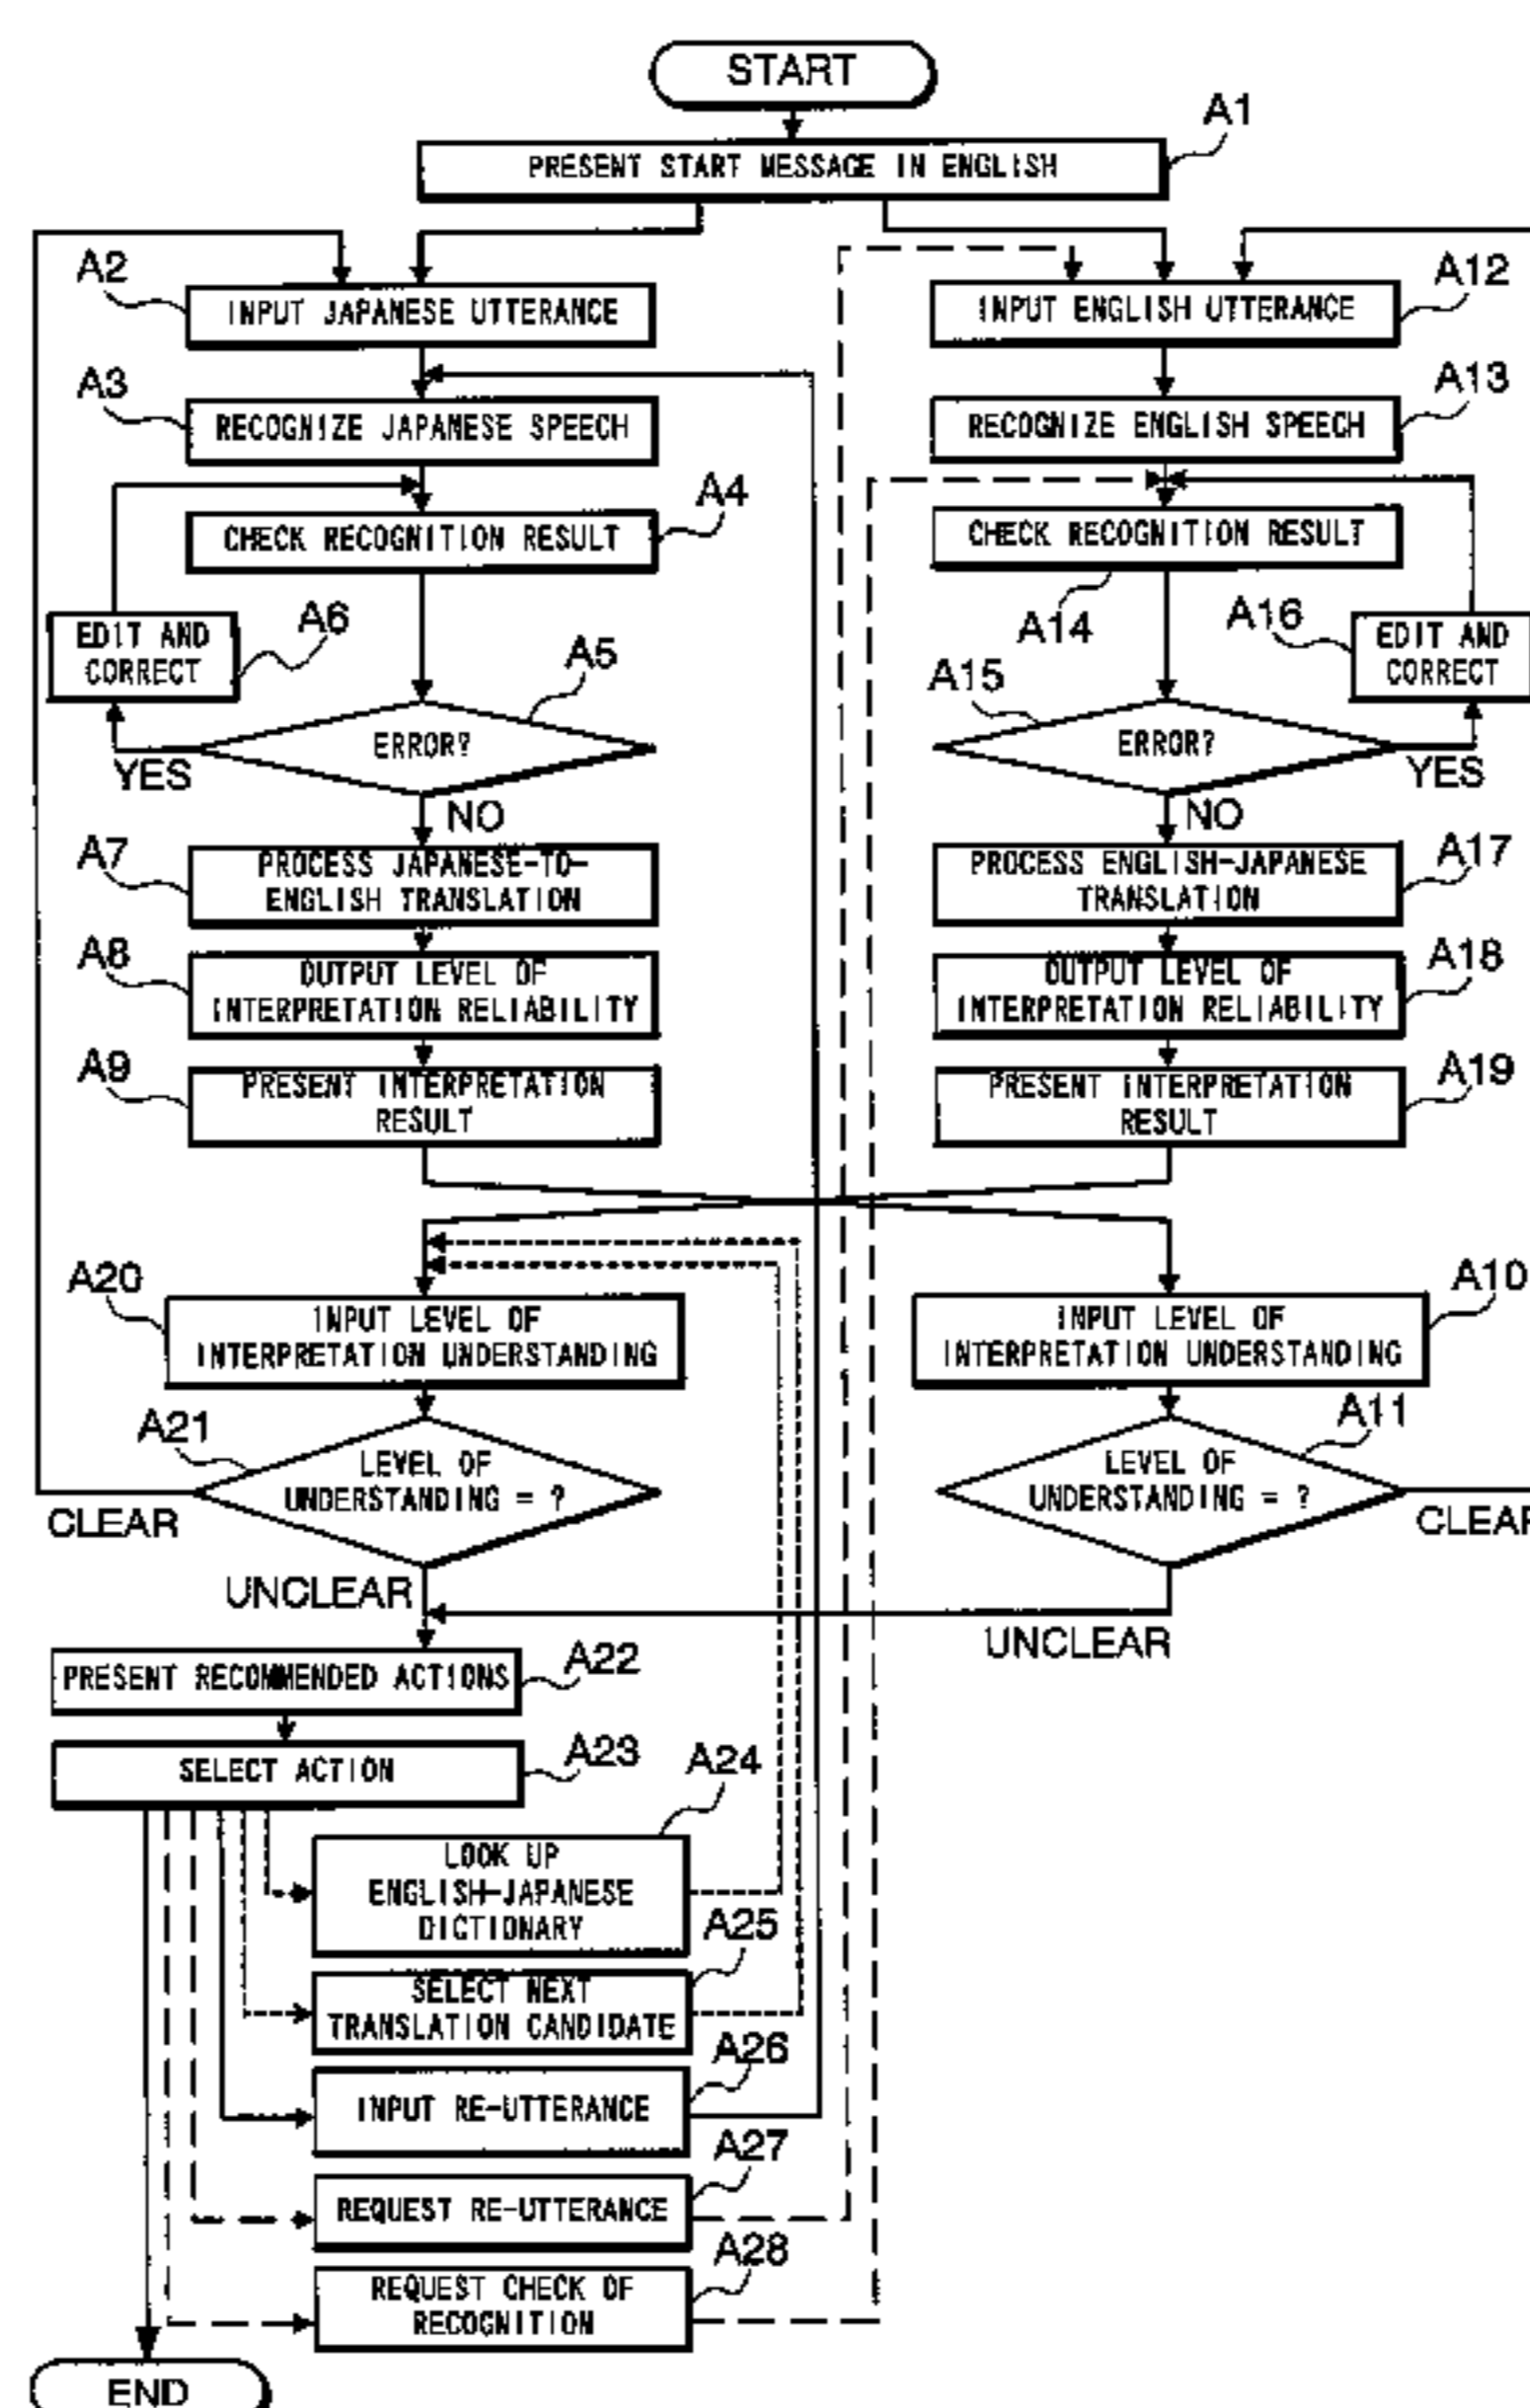 START
A1
PRESENT START MESSAGE IN ENGLISH
A2
INPUT JAPANESE UTTERANCE
A12
INPUT ENGLISH UTTERANCE
A3
RECOGNIZE JAPANESE SPEECH
A13
RECOGNIZE ENGLISH SPEECH
A4
CHECK RECOGNITION RESULT
CHECK RECOGNITION RESULT
A14
EDIT AND
CORRECT
A6
A5
ERROR?
YES
NO
A16
EDIT AND
CORRECT
A15
ERROR?
YES
NO
A7
PROCESS JAPANESE-TO-
ENGLISH TRANSLATION
A17
PROCESS ENGLISH-JAPANESE
TRANSLATION
A8
OUTPUT LEVEL OF
INTERPRETATION RELIABILITY
A18
OUTPUT LEVEL OF
INTERPRETATION RELIABILITY
A9
PRESENT INTERPRETATION
RESULT
A19
PRESENT INTERPRETATION
RESULT
A20
INPUT LEVEL OF
INTERPRETATION UNDERSTANDING
A10
INPUT LEVEL OF
INTERPRETATION UNDERSTANDING
A21
LEVEL OF
UNDERSTANDING = ?
CLEAR
UNCLEAR
A11
LEVEL OF
UNDERSTANDING = ?
CLEAR
UNCLEAR
PRESENT RECOMMENDED ACTIONS
A22
SELECT ACTION
A23
A24
LOOK UP
ENGLISH-JAPANESE
DICTIONARY
A25
SELECT NEXT
TRANSLATION CANDIDATE
A26
INPUT RE-UTTERANCE
A27
REQUEST RE-UTTERANCE
A28
REQUEST CHECK OF
RECOGNITION
END